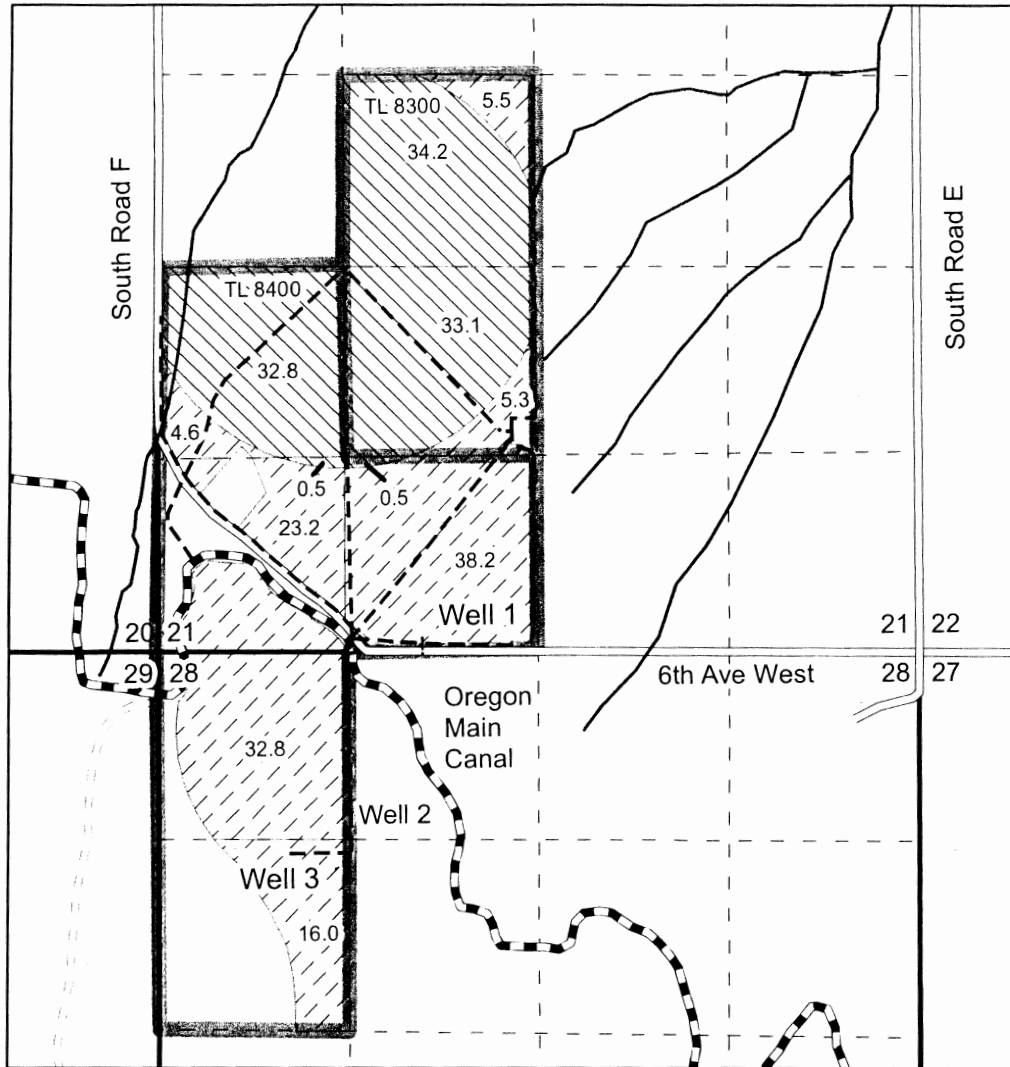 TL 8300
5.5
34.2
South Road F
South Road E
TL 8400
33.1
32.8
5.3
4.6
0.5
0.5
23.2
38.2
Well 1
20 21
21 22
29 28
6th Ave West
28 27
Oregon
Main
Canal
32.8
Well 2
Well 3
16.0